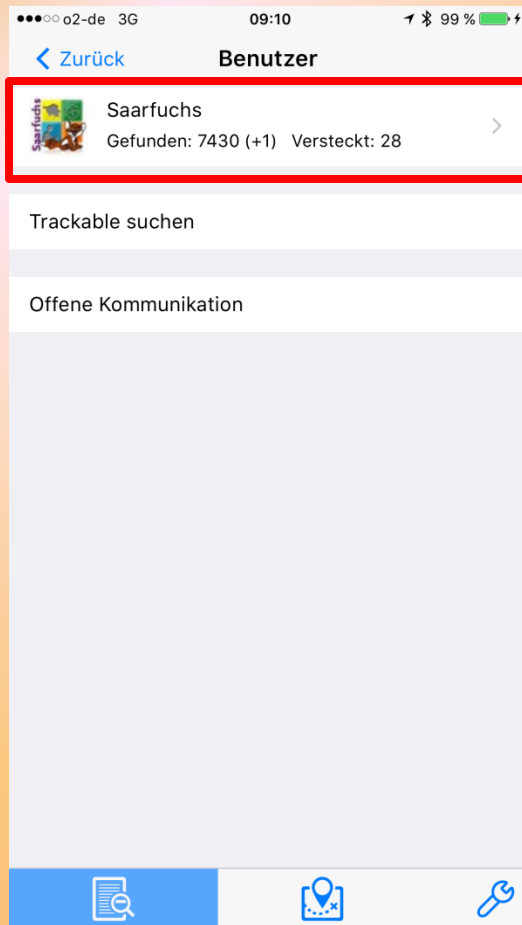 o2-de 3G 09:10 99 %
Zurück Benutzer
Saarfuchs
Saarfuchs
Gefunden: 7430 (+1) Versteckt: 28
Trackable suchen
Offene Kommunikation